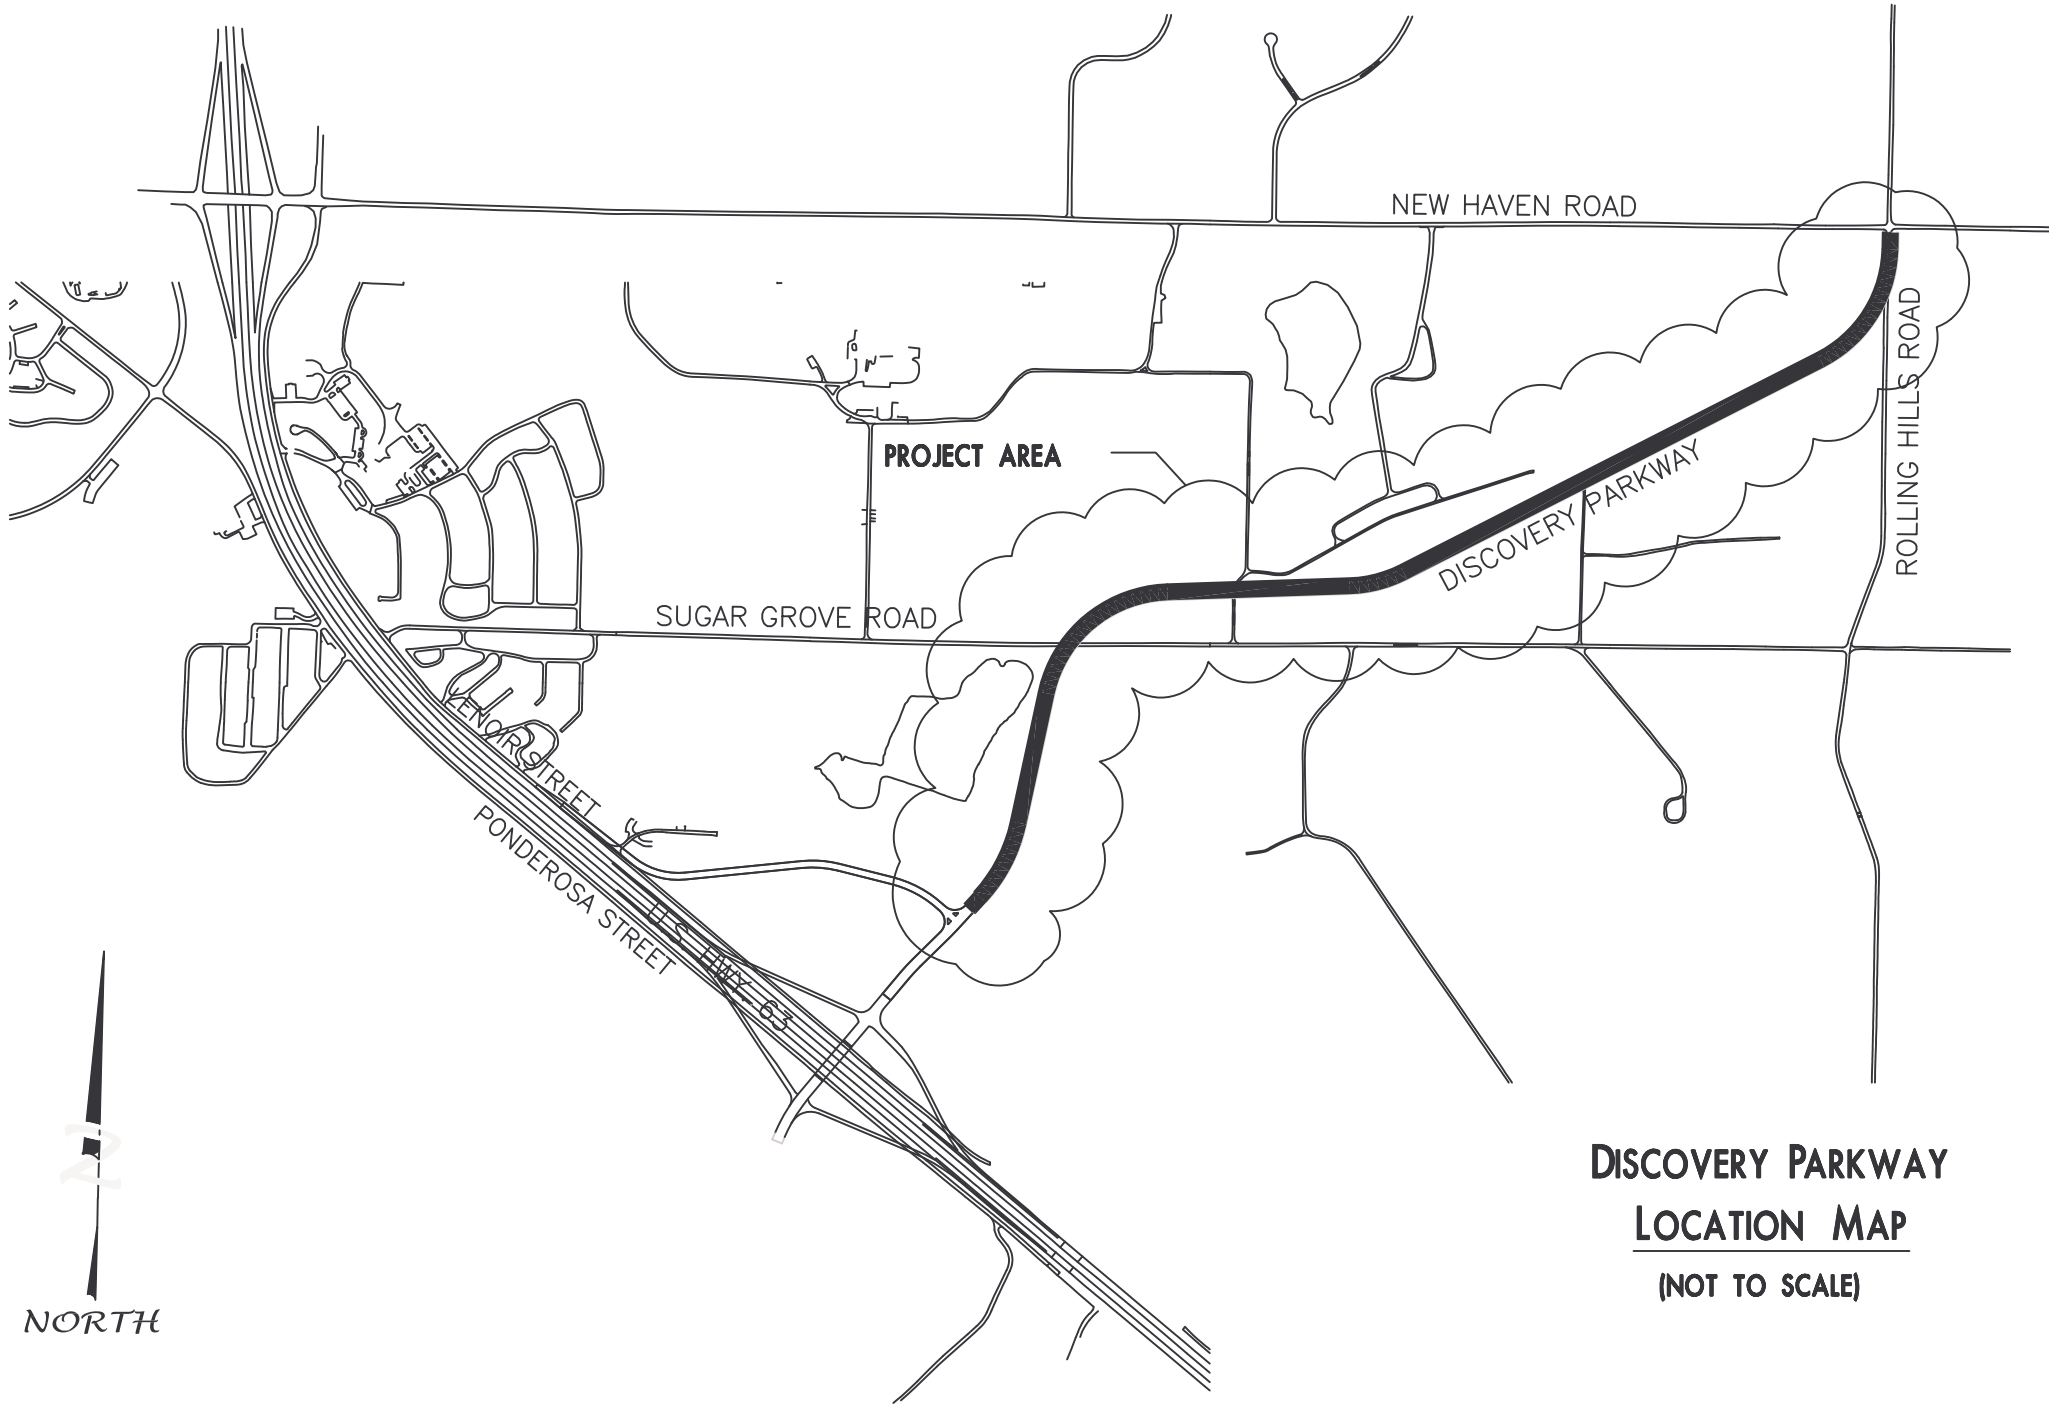 NEW HAVEN ROAD
ROLLING HILLS ROAD
PROJECT AREA
DISCOVERY PARKWAY
SUGAR GROVE ROAD
LENOIR STREET
PONDEROSA STREET
U.S. HWY. 63
N
NORTH
DISCOVERY PARKWAY
LOCATION MAP
(NOT TO SCALE)